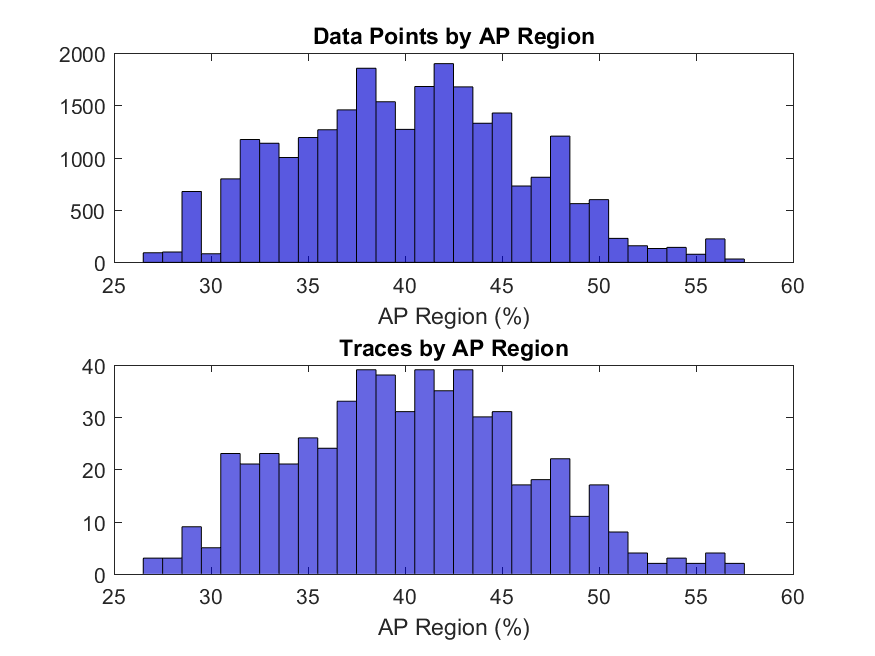 Data Points by AP Region
2000
1500
1000
500
0
25 30 35 40 45 50 55 60
AP Region (%)
Traces by AP Region
40
30
20
10
0
25 30 35 40 45 50 55 60
AP Region (%)